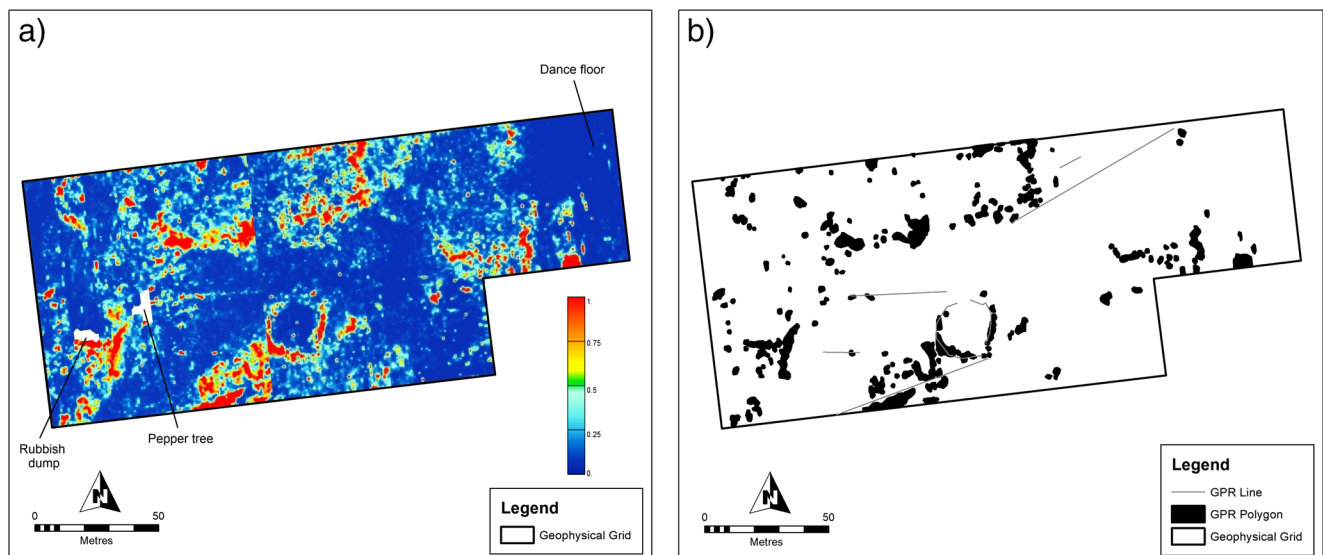 a)
Dance floor
1.
0.75
0.5
0.25
0.
Pepper tree
Rubbish
dump
N
0 50
Metres
Legend
Geophysical Grid
b)
N
0 50
Metres
Legend
GPR Line
GPR Polygon
Geophysical Grid